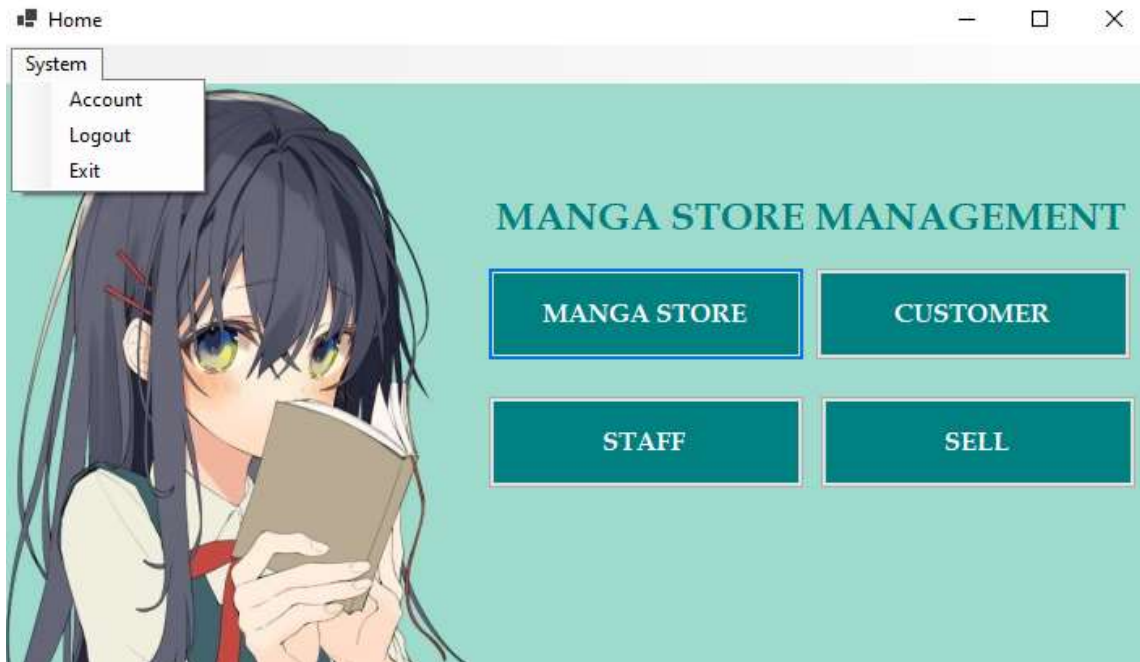 Home
System
Account
Logout
Exit
MANGA STORE MANAGEMENT
MANGA STORE
CUSTOMER
STAFF
SELL